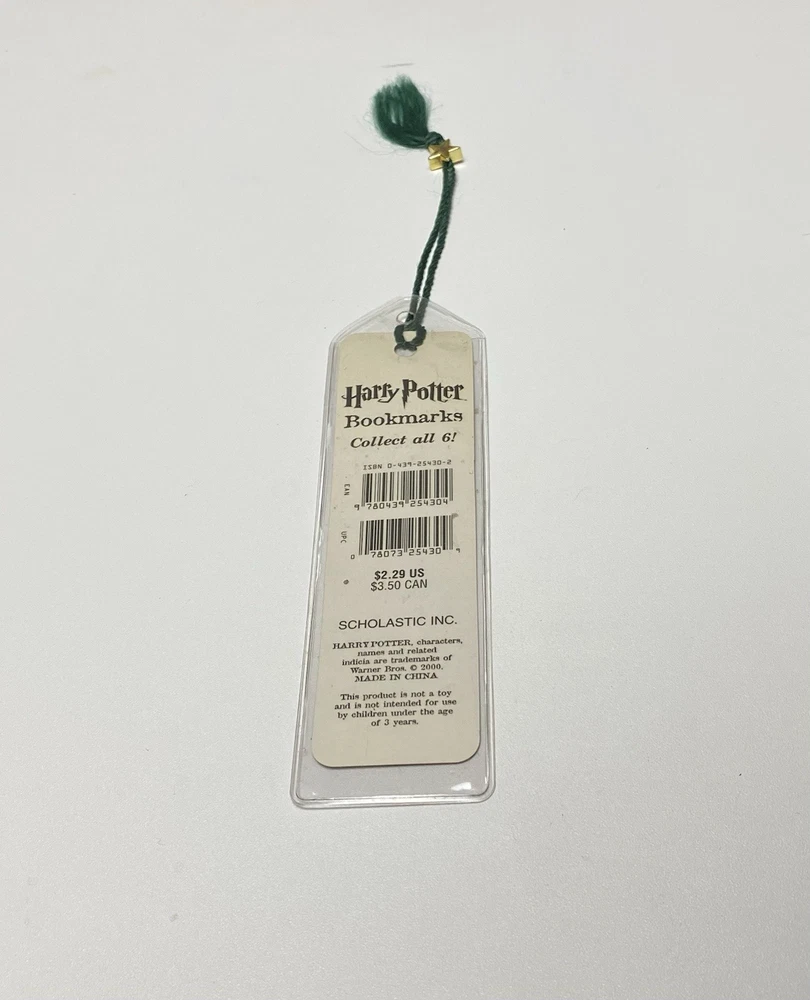 Harry Potter
Bookmarks
Collect all 6!
ISBN 0-439-25430-2
EAN
9 780439 254304
UPC
0 78073 25430 9
$2.29 US
$3.50 CAN
SCHOLASTIC INC.
HARRY POTTER, characters,
names and related
indicia are trademarks of
Warner Bros. © 2000.
MADE IN CHINA
This product is not a toy
and is not intended for use
by children under the age
of 3 years.